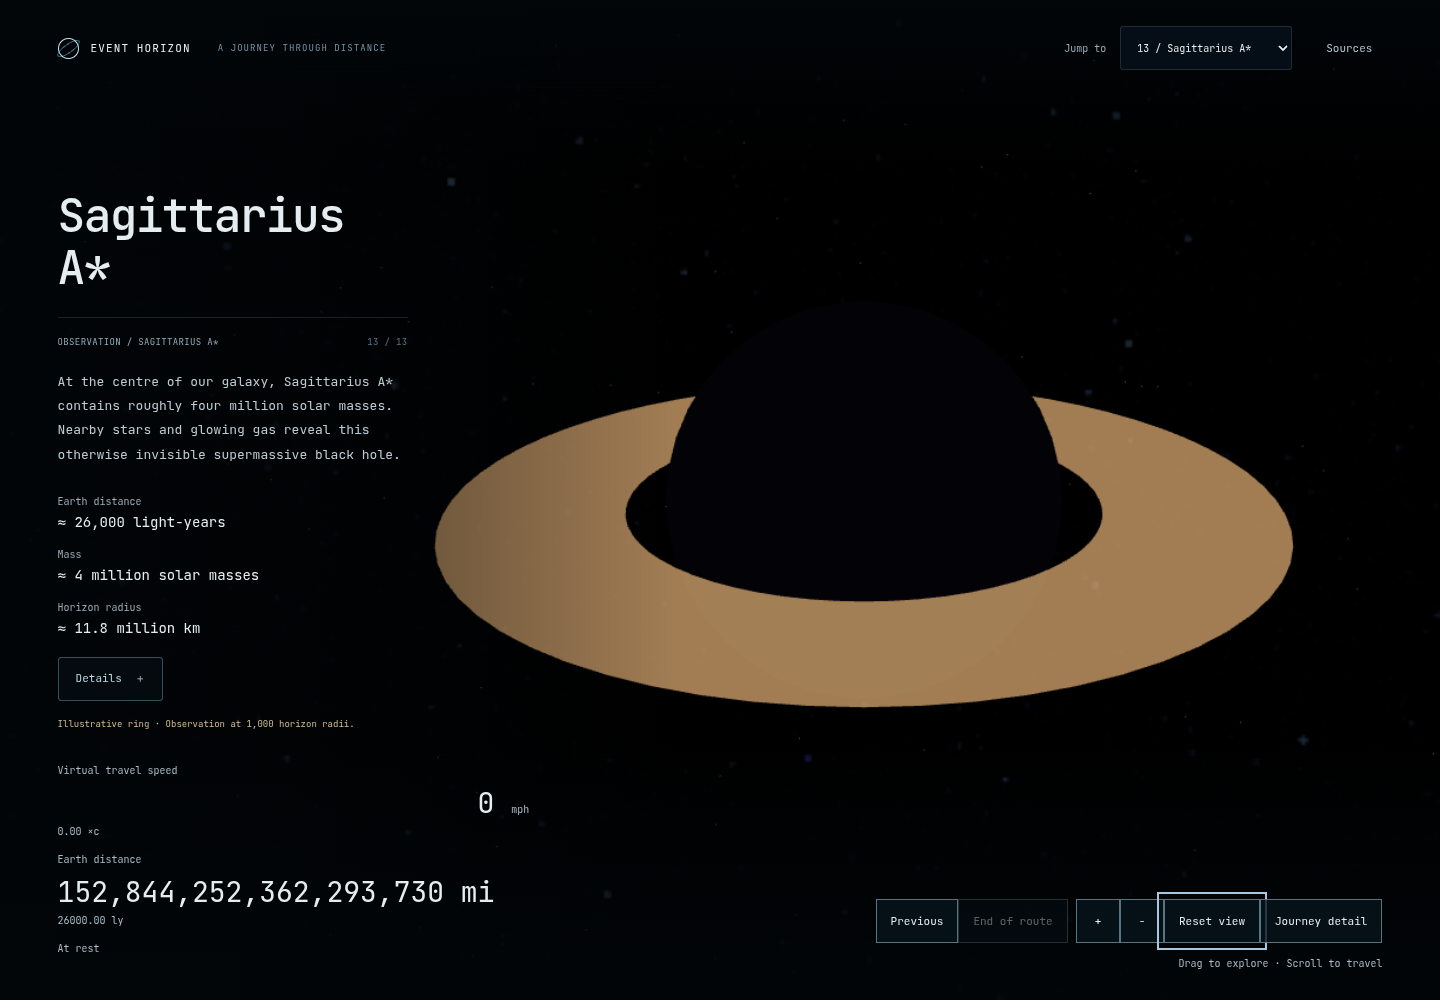 EVENT HORIZON
A JOURNEY THROUGH DISTANCE
Jump to
13 / Sagittarius A*
Sources
Sagittarius
A*
OBSERVATION / SAGITTARIUS A*
13 / 13
At the centre of our galaxy, Sagittarius A*
contains roughly four million solar masses.
Nearby stars and glowing gas reveal this
otherwise invisible supermassive black hole.
Earth distance
≈ 26,000 light-years
Mass
≈ 4 million solar masses
Horizon radius
≈ 11.8 million km
Details +
Illustrative ring · Observation at 1,000 horizon radii.
Virtual travel speed
0 mph
0.00 ×c
Earth distance
152,844,252,362,293,730 mi
26000.00 ly
At rest
Previous
End of route
+
-
Reset view
Journey detail
Drag to explore · Scroll to travel